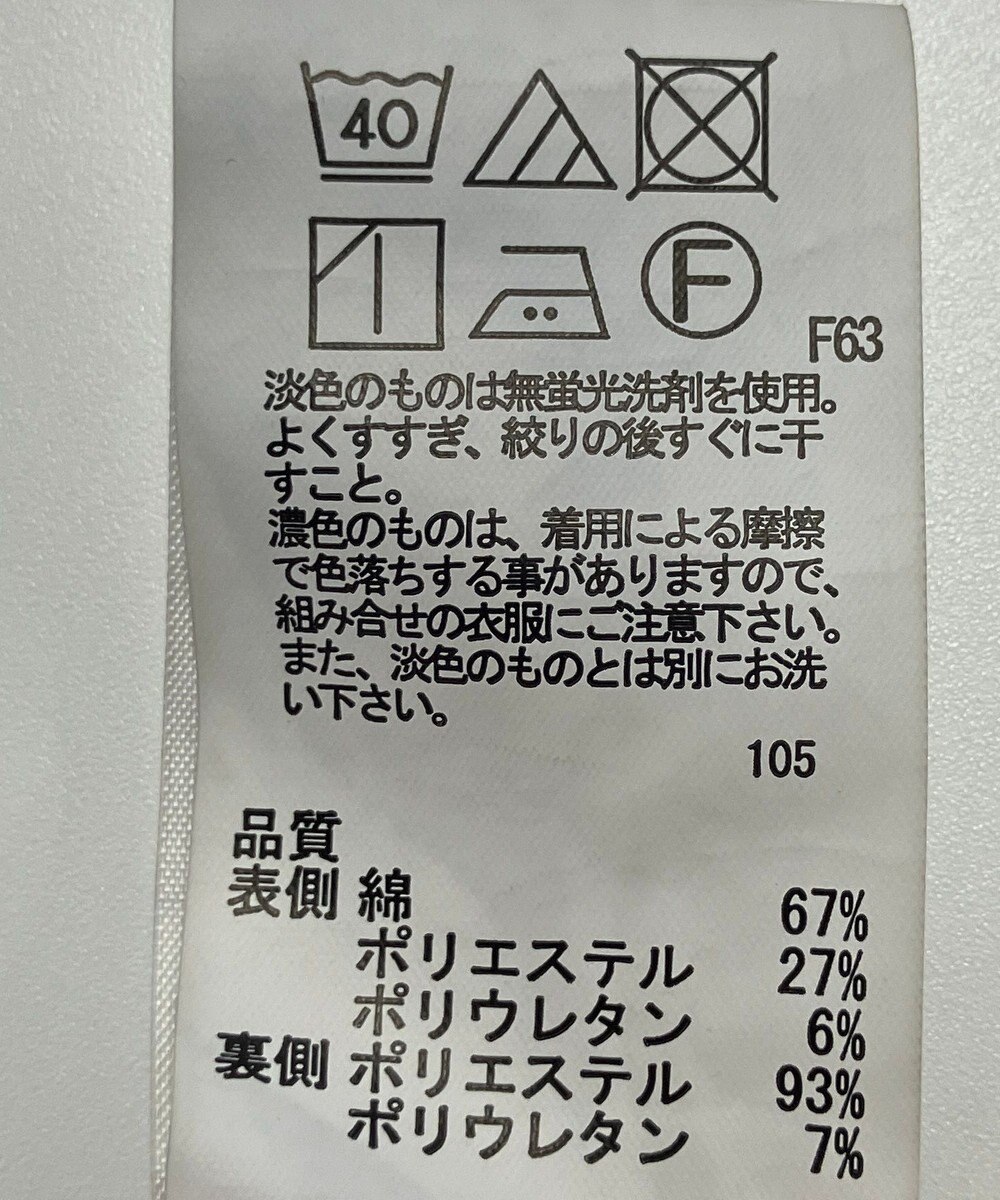 40
F
F63
淡色のものは無蛍光洗剤を使用。
よくすすぎ、絞りの後すぐに干
すこと。
濃色のものは、着用による摩擦
で色落ちする事がありますので、
組み合せの衣服にご注意下さい。
また、淡色のものとは別にお洗
い下さい。
105
品質
表側 綿 67%
ポリエステル 27%
ポリウレタン 6%
裏側 ポリエステル 93%
ポリウレタン 7%